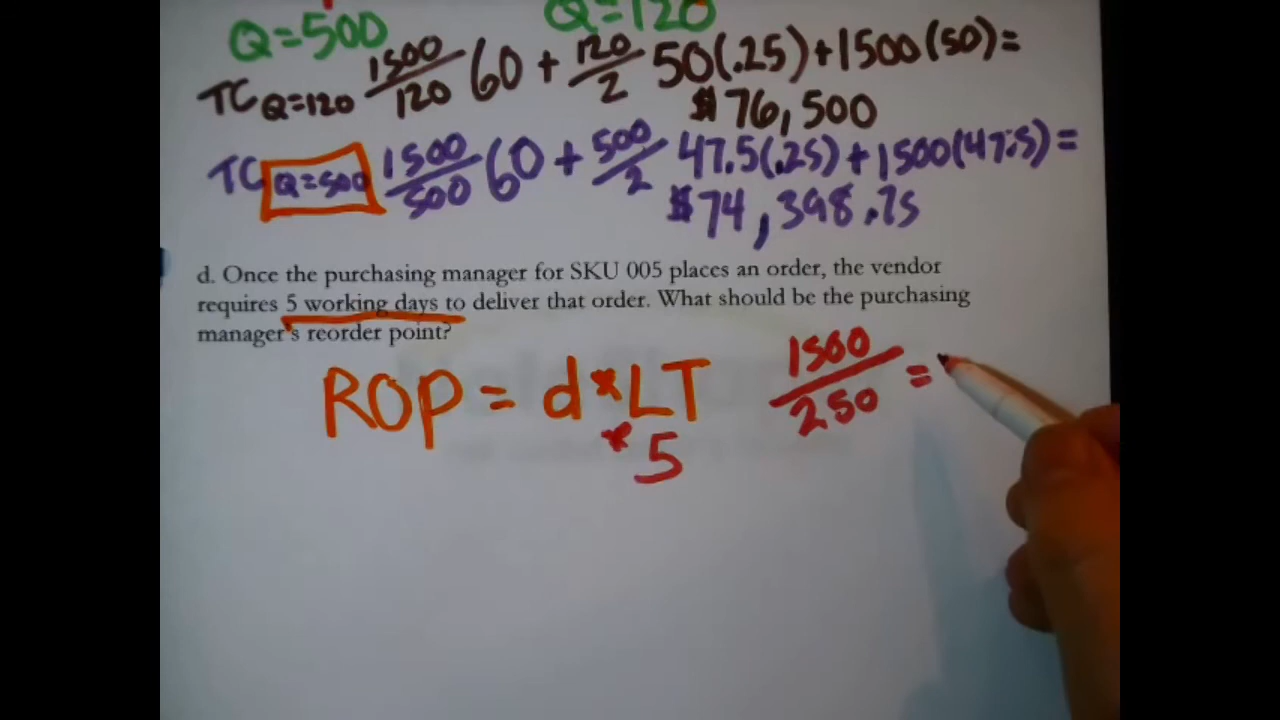 Q=500 Q=120
TC Q=120 1500/120 60 + 120/2 50(.25)+1500(50)=
$76,500
TC Q=500 1500/500 60 + 500/2 47.5(.25)+1500(47.5)=
$74,398.75
d. Once the purchasing manager for SKU 005 places an order, the vendor
requires 5 working days to deliver that order. What should be the purchasing
manager's reorder point?
ROP = d*LT 1500/250 =
* 5